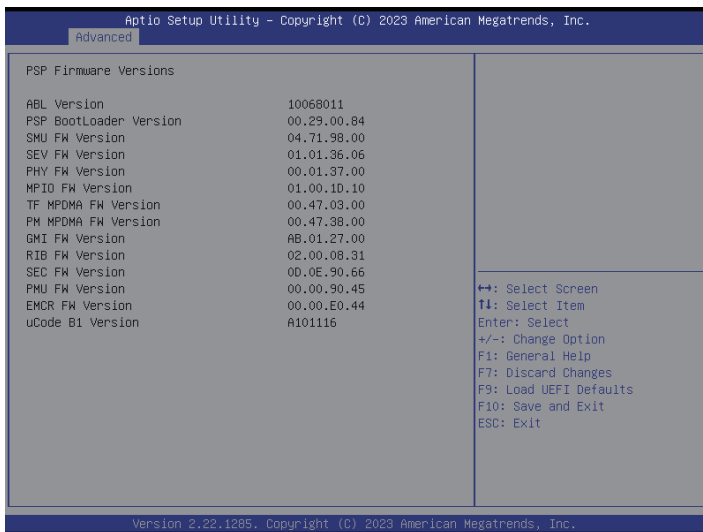 Aptio Setup Utility - Copyright (C) 2023 American Megatrends, Inc.
Advanced
PSP Firmware Versions
ABL Version 10068011
PSP BootLoader Version 00.29.00.84
SMU FW Version 04.71.98.00
SEV FW Version 01.01.36.06
PHY FW Version 00.01.37.00
MPIO FW Version 01.00.1D.10
TF MPDMA FW Version 00.47.03.00
PM MPDMA FW Version 00.47.38.00
GMI FW Version AB.01.27.00
RIB FW Version 02.00.08.31
SEC FW Version 0D.0E.90.66
PMU FW Version 00.00.90.45
EMCR FW Version 00.00.E0.44
uCode B1 Version A101116
↔: Select Screen
↑↓: Select Item
Enter: Select
+/-: Change Option
F1: General Help
F7: Discard Changes
F9: Load UEFI Defaults
F10: Save and Exit
ESC: Exit
Version 2.22.1285. Copyright (C) 2023 American Megatrends, Inc.